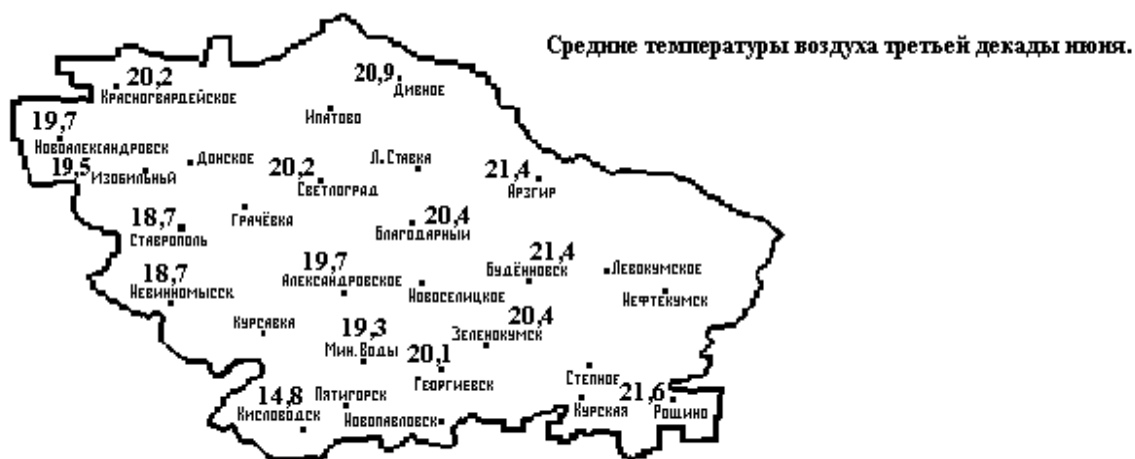 Средние температуры воздуха третьей декады июня.
20,2
Красногвардейское
20,9
Дивное
Ипатово
19,7
Новоалександровск
19,5
Изобильный
Донское
20,2
Светлоград
Л.Ставка
21,4
Арзгир
18,7
Ставрополь
Грачёвка
20,4
Благодарный
18,7
Невинномысск
19,7
Александровское
Новоселицкое
21,4
Будённовск
Левокумское
Нефтекумск
Курсавка
19,3
Мин.Воды
20,4
Зеленокумск
20,1
Георгиевск
Степное
14,8
Кисловодск
Пятигорск
Новопавловск
Курская
21,6
Рощино